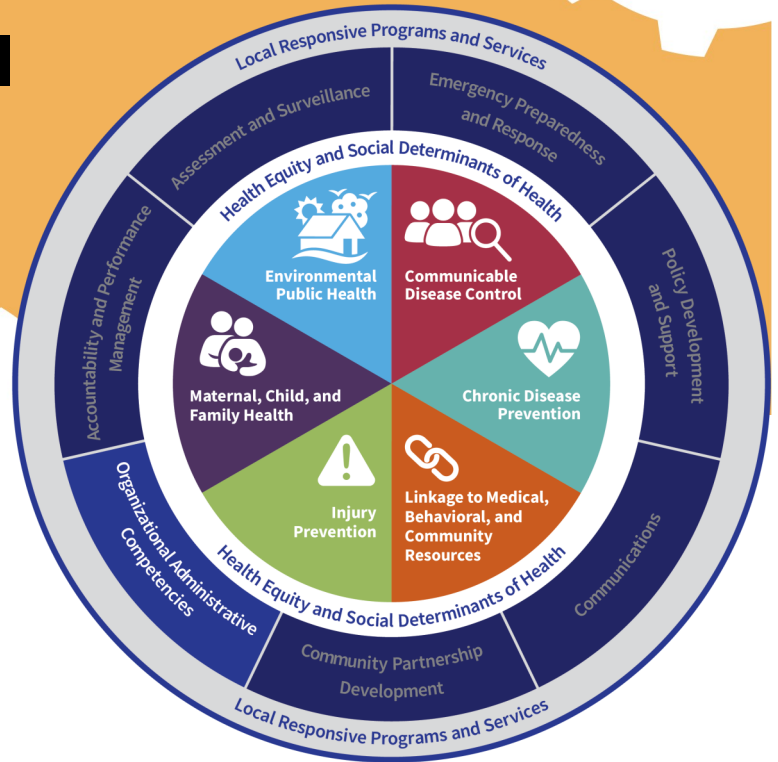 Local Responsive Programs and Services
Assessment and Surveillance
Emergency Preparedness
and Response
Health Equity and Social Determinants of Health
Accountability and Performance
Management
Policy Development
and Support
Environmental
Public Health
Communicable
Disease Control
Maternal, Child, and
Family Health
Chronic Disease
Prevention
Injury
Prevention
Linkage to Medical,
Behavioral, and
Community
Resources
Organizational Administrative
Competencies
Communications
Health Equity and Social Determinants of Health
Community Partnership
Development
Local Responsive Programs and Services